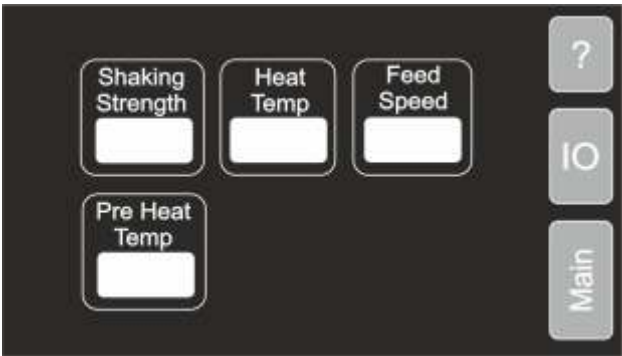 Shaking
Strength
Heat
Temp
Feed
Speed
?
IO
Pre Heat
Temp
Main